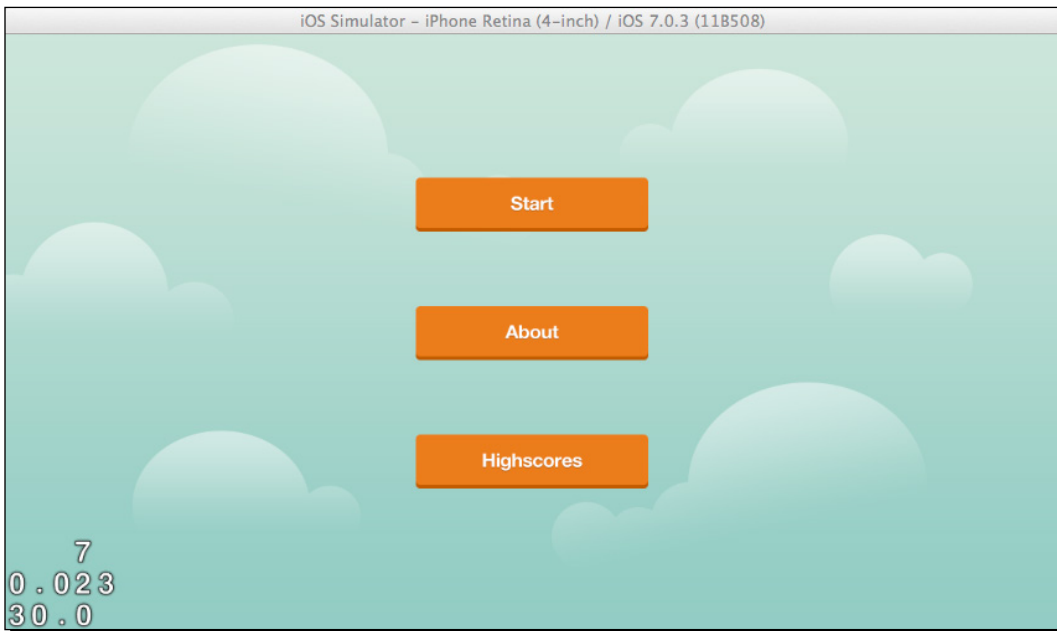 iOS Simulator – iPhone Retina (4-inch) / iOS 7.0.3 (11B508)
Start
About
Highscores
7
0.023
30.0